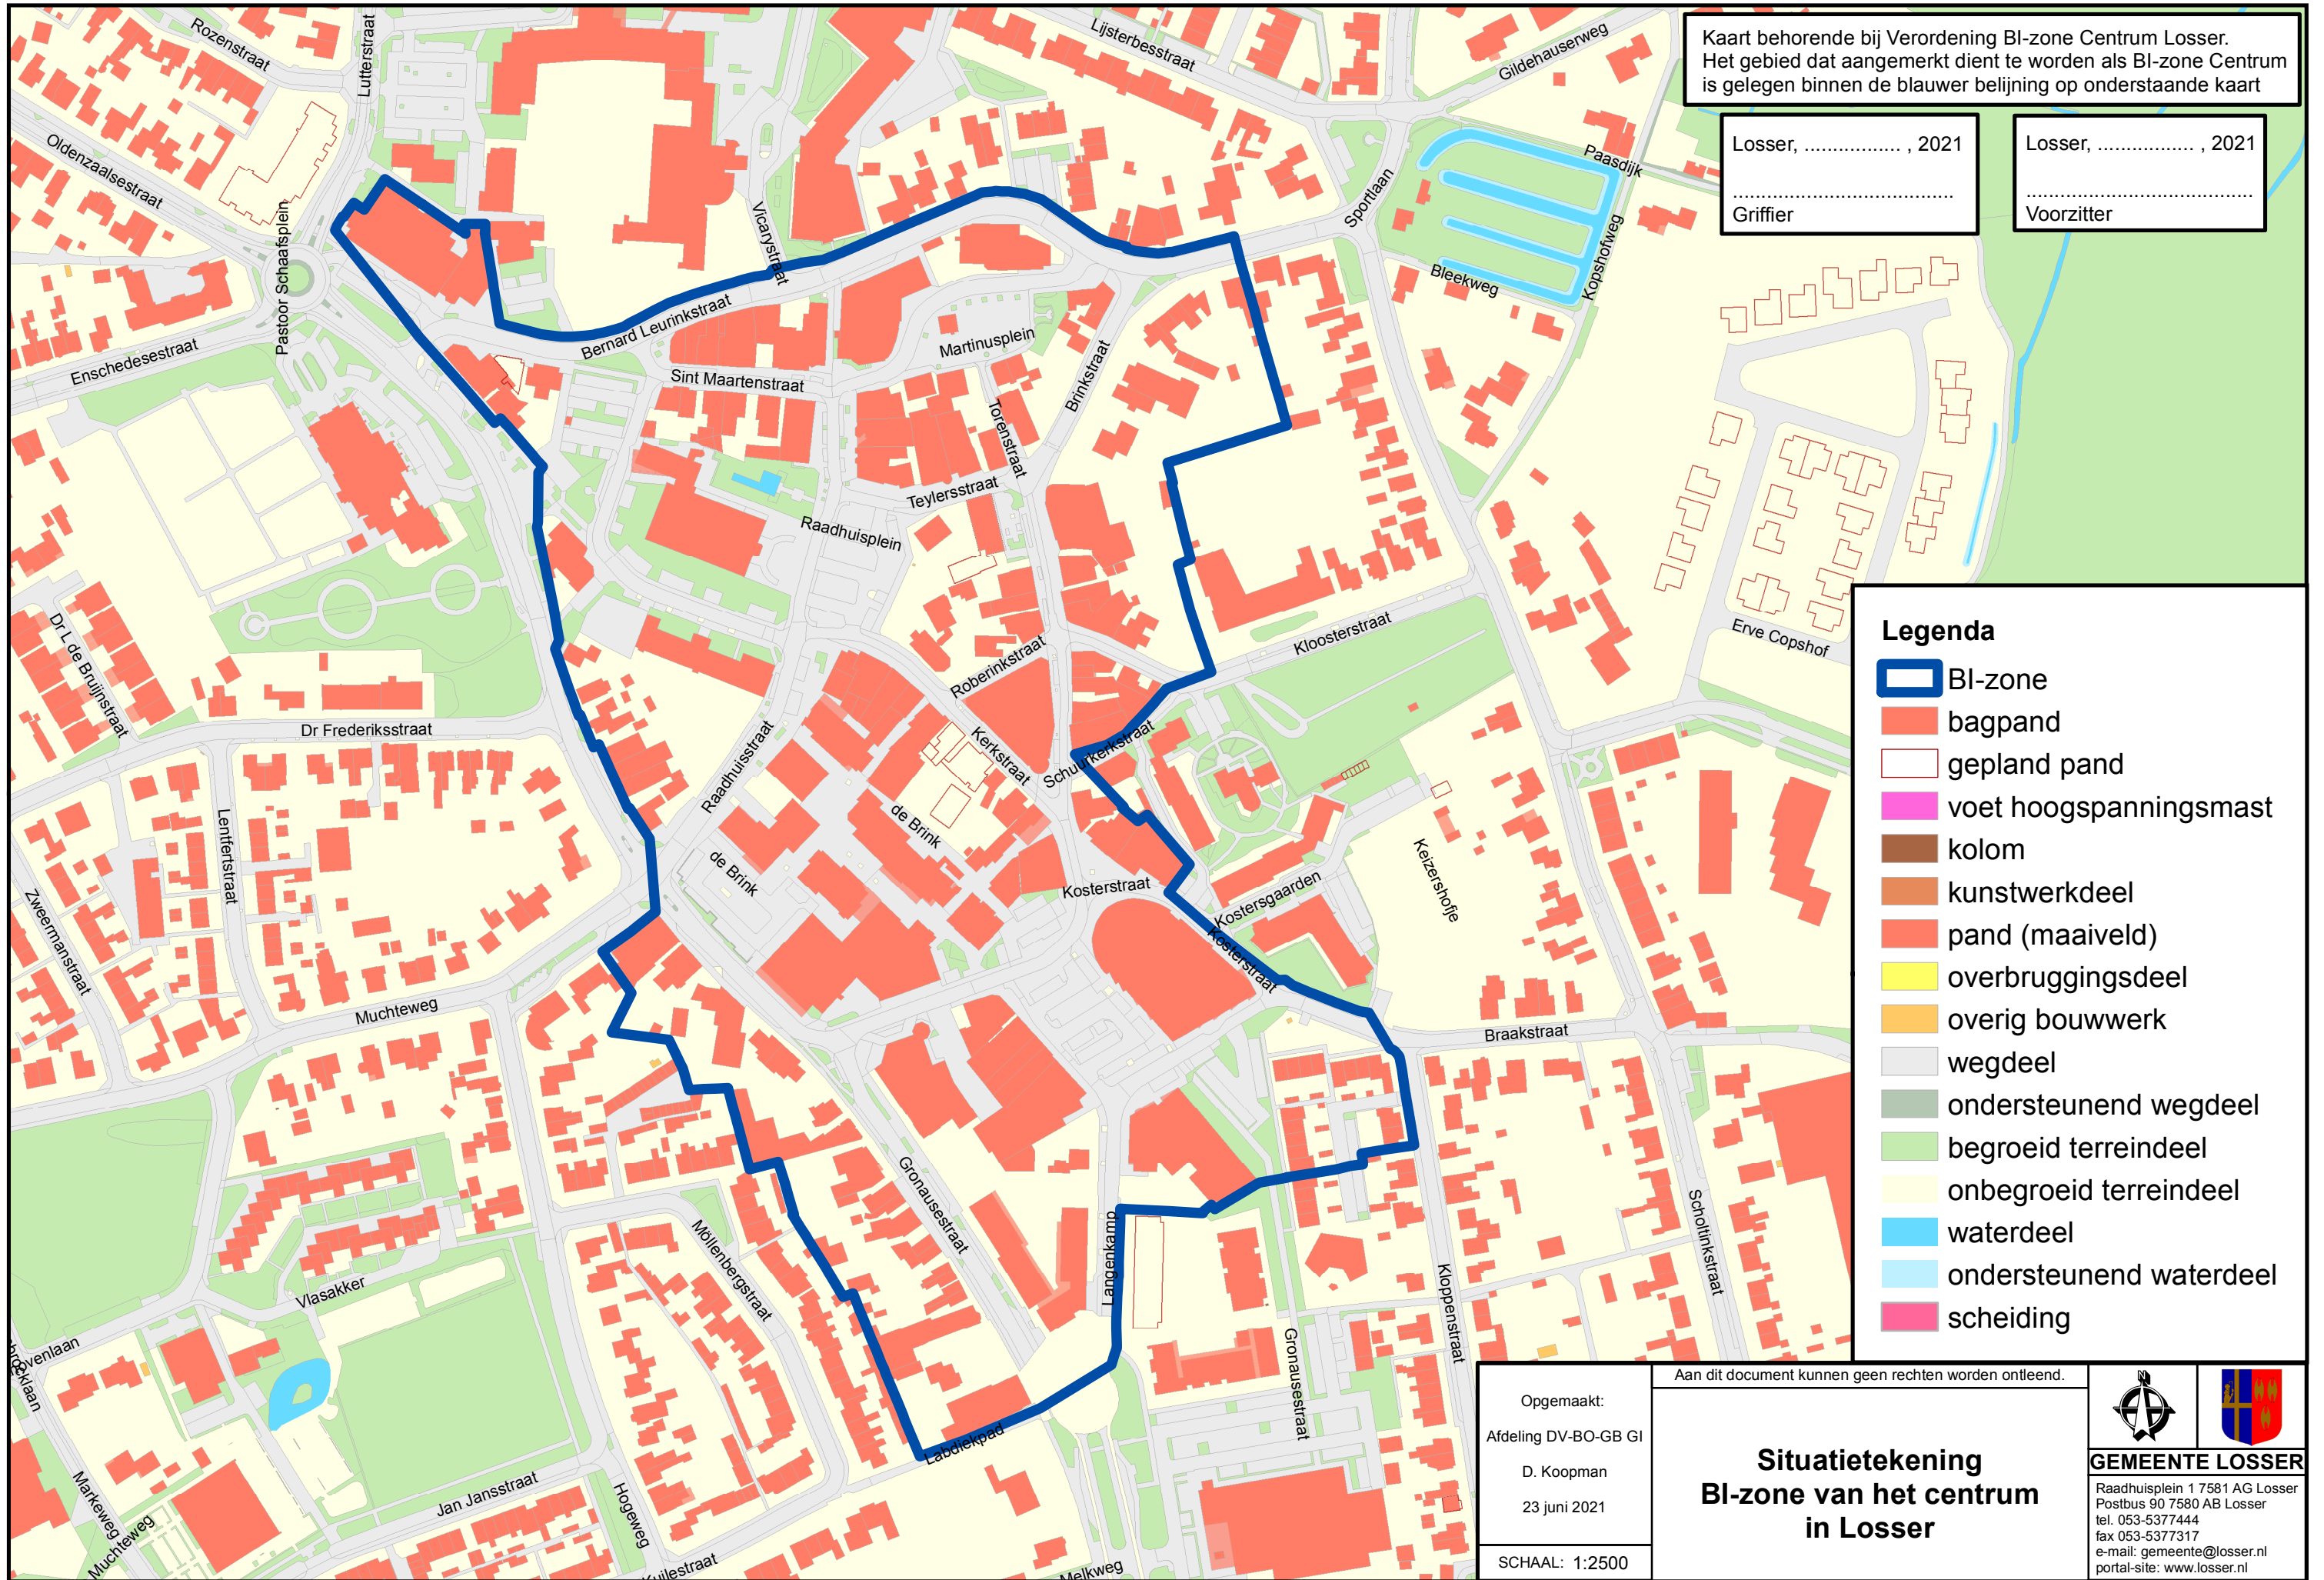 Kaart behorende bij Verordening BI-zone Centrum Losser.
Het gebied dat aangemerkt dient te worden als BI-zone Centrum
is gelegen binnen de blauwer belijning op onderstaande kaart
Losser, ................. , 2021
.......................................
Griffier
Losser, ................. , 2021
........................................
Voorzitter
Rozenstraat
Lutterstraat
Lijsterbesstraat
Gildehauserweg
Oldenzaalsestraat
Pastoor Schaafsplein
Vicarystraat
Sportlaan
Paasdijk
Kopshofweg
Bleekweg
Enschedesestraat
Bernard Leurinkstraat
Martinusplein
Brinkstraat
Sint Maartenstraat
Torenstraat
Teylersstraat
Raadhuisplein
Dr L de Bruijnstraat
Roberinkstraat
Kloosterstraat
Erve Copshof
Dr Frederiksstraat
Raadhuisstraat
Kerkstraat
Schuurkerkstraat
Lentfertstraat
de Brink
de Brink
Keizershofje
Zweermanstraat
Kosterstraat
Kostersgaarden
Kosterstraat
Muchteweg
Braakstraat
Gronausestraat
Möllenbergstraat
Langenkamp
Scholtinkstraat
Kloppenstraat
Vlasakker
Gronausestraat
Labdiekpad
Markeweg
Muchteweg
Jan Jansstraat
Hogeweg
Kuilestraat
Melkweg
Legenda
BI-zone
bagpand
gepland pand
voet hoogspanningsmast
kolom
kunstwerkdeel
pand (maaiveld)
overbruggingsdeel
overig bouwwerk
wegdeel
ondersteunend wegdeel
begroeid terreindeel
onbegroeid terreindeel
waterdeel
ondersteunend waterdeel
scheiding
Opgemaakt:
Afdeling DV-BO-GB GI
D. Koopman
23 juni 2021
SCHAAL: 1:2500
Aan dit document kunnen geen rechten worden ontleend.
Situatietekening
BI-zone van het centrum
in Losser
N
GEMEENTE LOSSER
Raadhuisplein 1 7581 AG Losser
Postbus 90 7580 AB Losser
tel. 053-5377444
fax 053-5377317
e-mail: gemeente@losser.nl
portal-site: www.losser.nl